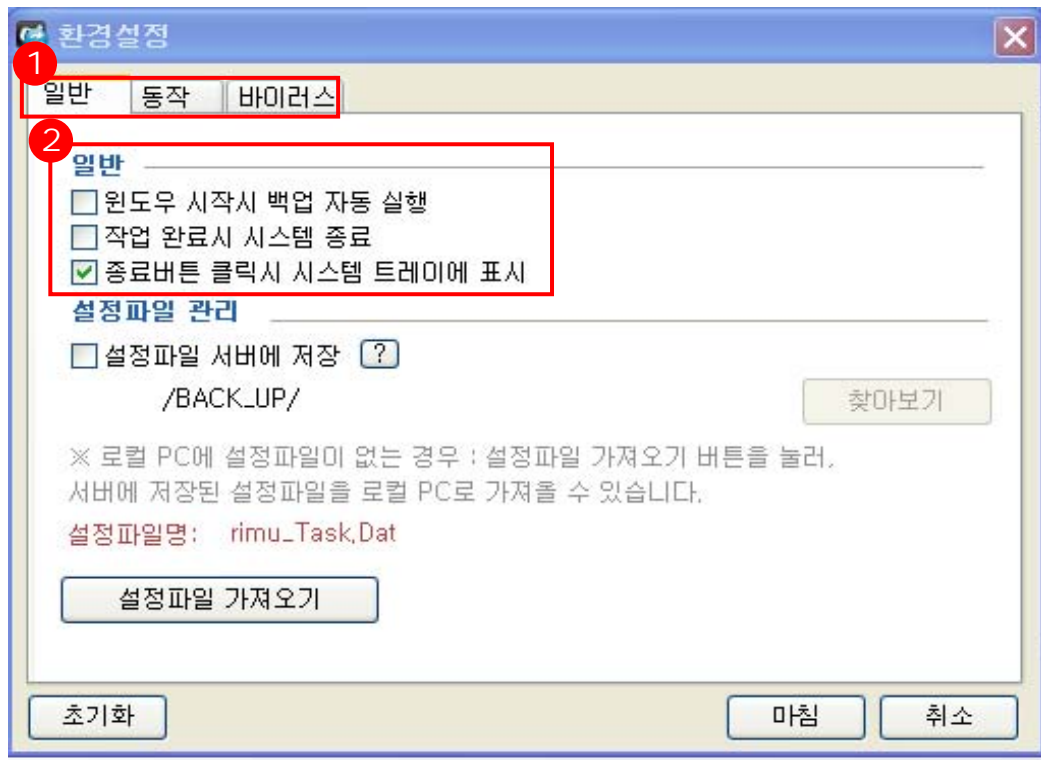 환경설정
1
일반 동작 바이러스
2
일반
윈도우 시작시 백업 자동 실행
작업 완료시 시스템 종료
종료버튼 클릭시 시스템 트레이에 표시
설정파일 관리
설정파일 서버에 저장 ?
/BACK_UP/
찾아보기
※ 로컬 PC에 설정파일이 없는 경우 : 설정파일 가져오기 버튼을 눌러,
서버에 저장된 설정파일을 로컬 PC로 가져올 수 있습니다.
설정파일명: rimu_Task.Dat
설정파일 가져오기
초기화 마침 취소